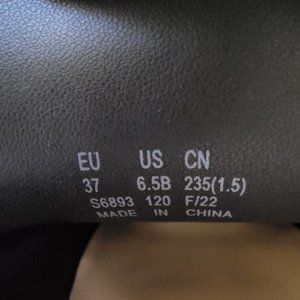 EU US CN
37 6.5B 235(1.5)
S6893 120 F/22
MADE IN CHINA